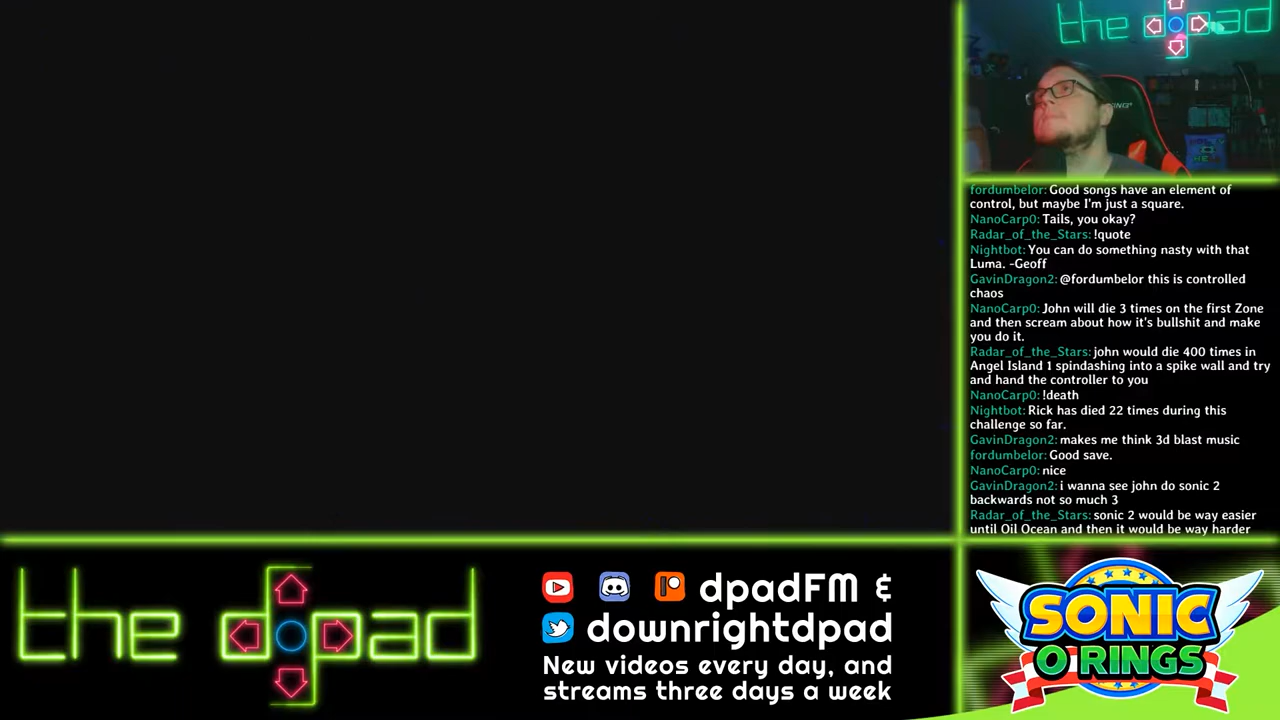 the dpad
fordumbelor: Good songs have an element of
control, but maybe I'm just a square.
NanoCarp0: Tails, you okay?
Radar_of_the_Stars: !quote
Nightbot: You can do something nasty with that
Luma. -Geoff
GavinDragon2: @fordumbelor this is controlled
chaos
NanoCarp0: John will die 3 times on the first Zone
and then scream about how it's bullshit and make
you do it.
Radar_of_the_Stars: john would die 400 times in
Angel Island 1 spindashing into a spike wall and try
and hand the controller to you
NanoCarp0: !death
Nightbot: Rick has died 22 times during this
challenge so far.
GavinDragon2: makes me think 3d blast music
fordumbelor: Good save.
NanoCarp0: nice
GavinDragon2: i wanna see john do sonic 2
backwards not so much 3
Radar_of_the_Stars: sonic 2 would be way easier
until Oil Ocean and then it would be way harder
the dpad
dpadFM &
downrightdpad
New videos every day, and
streams three days a week
SONIC
0 RINGS